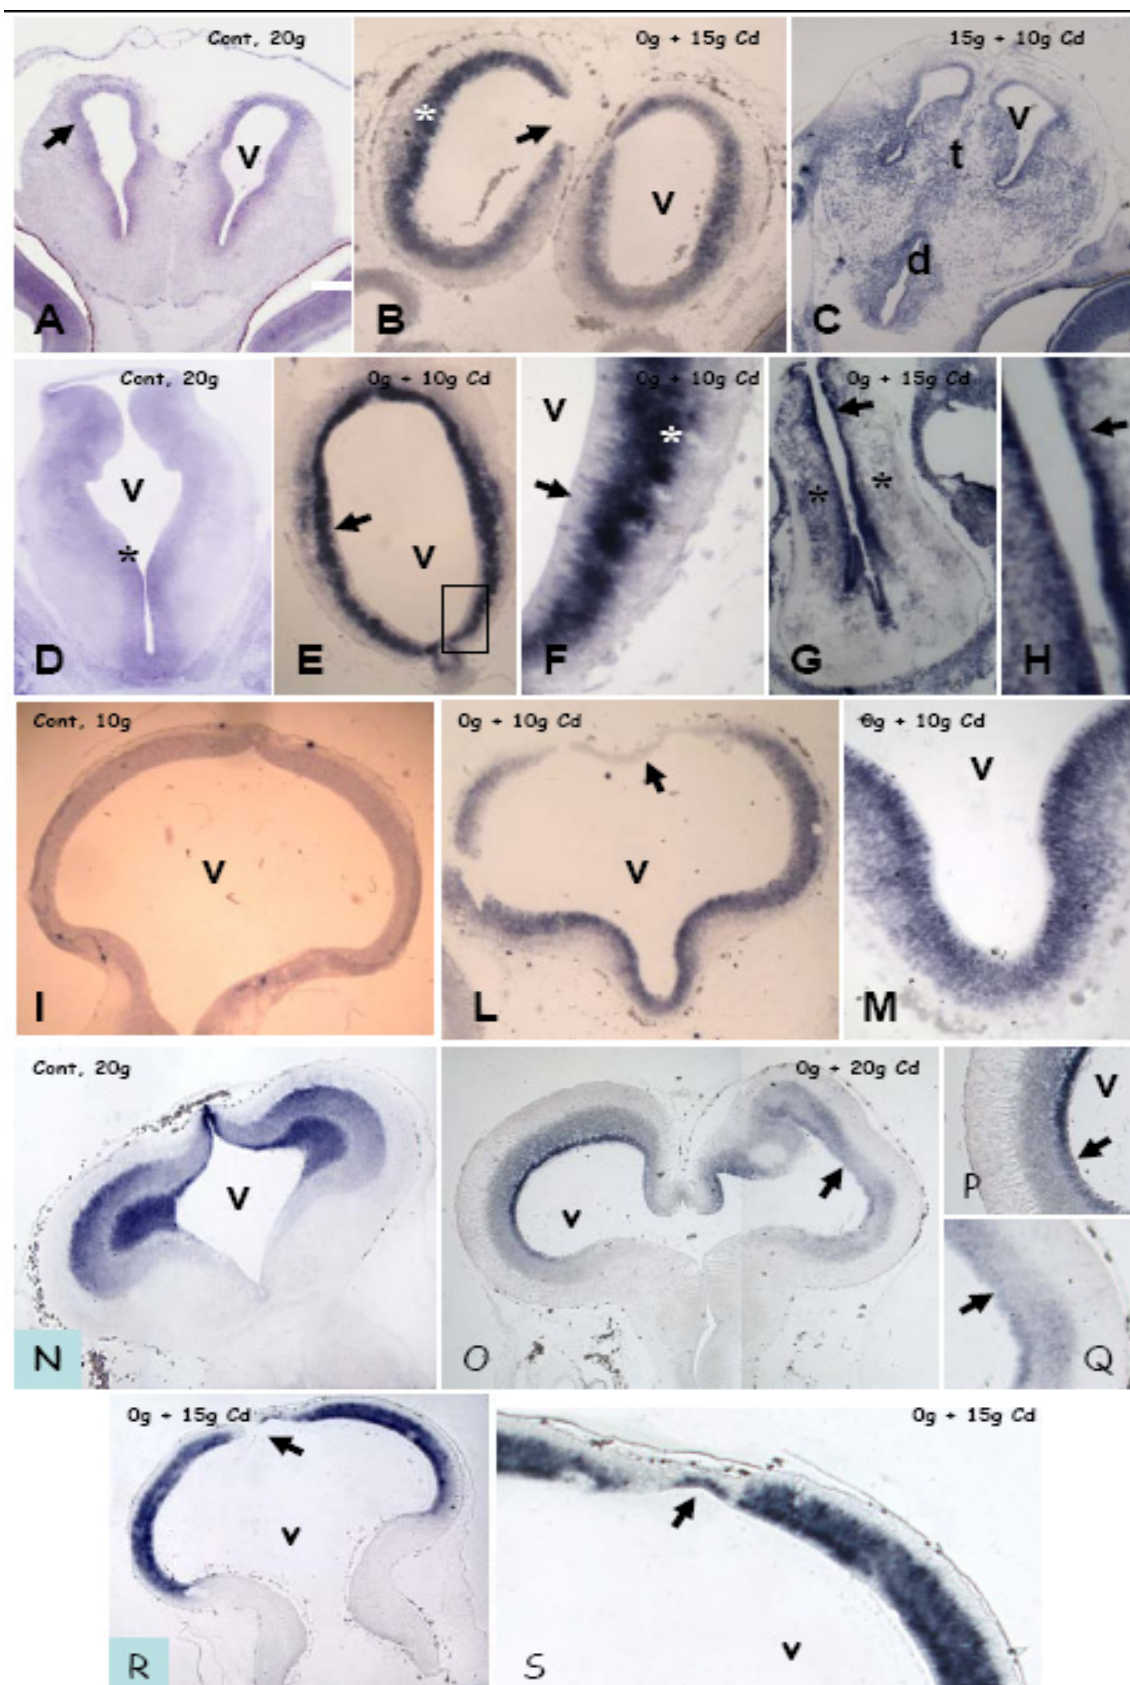 Cont, 20g
V
A
0g + 15g Cd
*
V
B
15g + 10g Cd
V
t
d
C
Cont, 20g
V
*
D
0g + 10g Cd
V
E
0g + 10g Cd
V
*
F
0g + 15g Cd
* *
G
H
Cont, 10g
V
I
0g + 10g Cd
V
L
0g + 10g Cd
V
M
Cont, 20g
V
N
0g + 20g Cd
V
O
V
P
Q
0g + 15g Cd
V
R
0g + 15g Cd
V
S